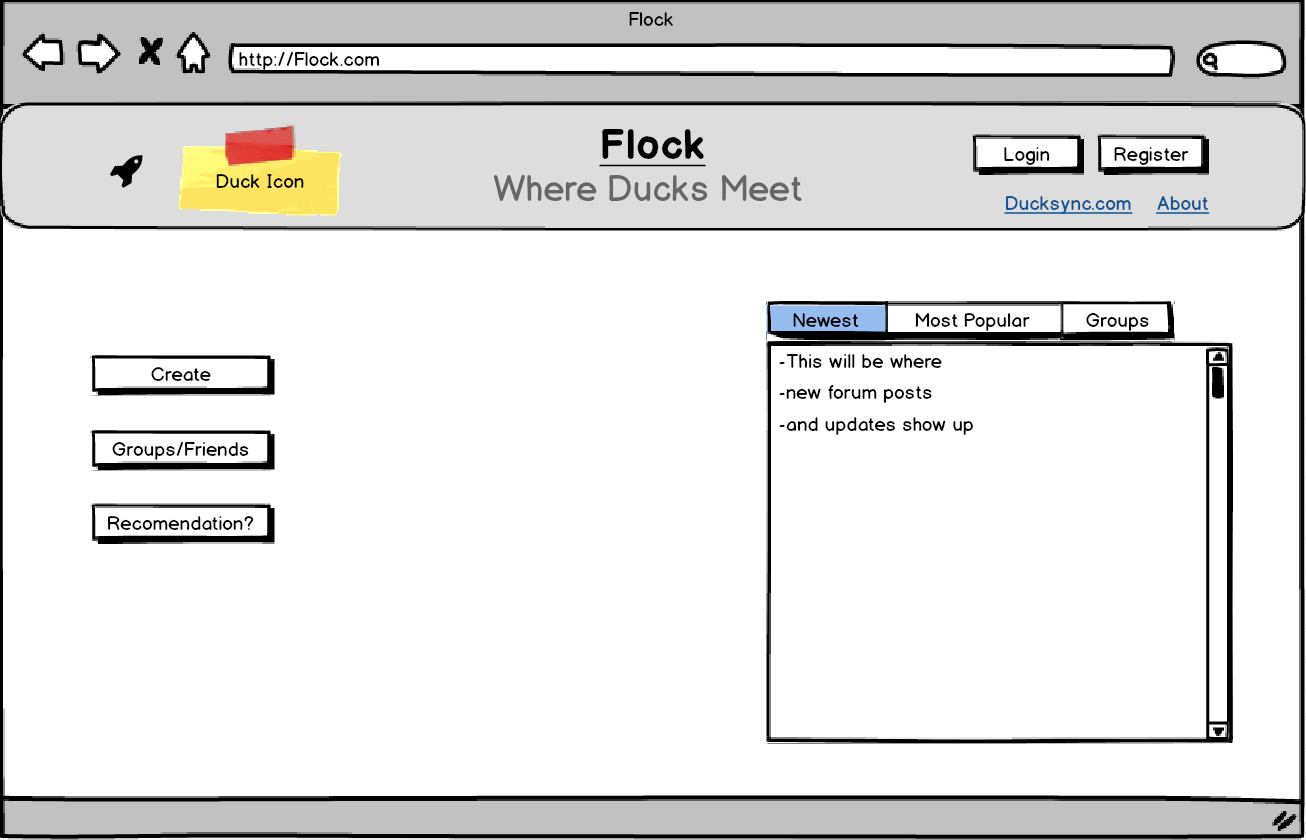 Flock
http://Flock.com
Duck Icon
Flock
Where Ducks Meet
Login
Register
Ducksync.com
About
Newest
Most Popular
Groups
Create
Groups/Friends
Recomendation?
-This will be where
-new forum posts
-and updates show up